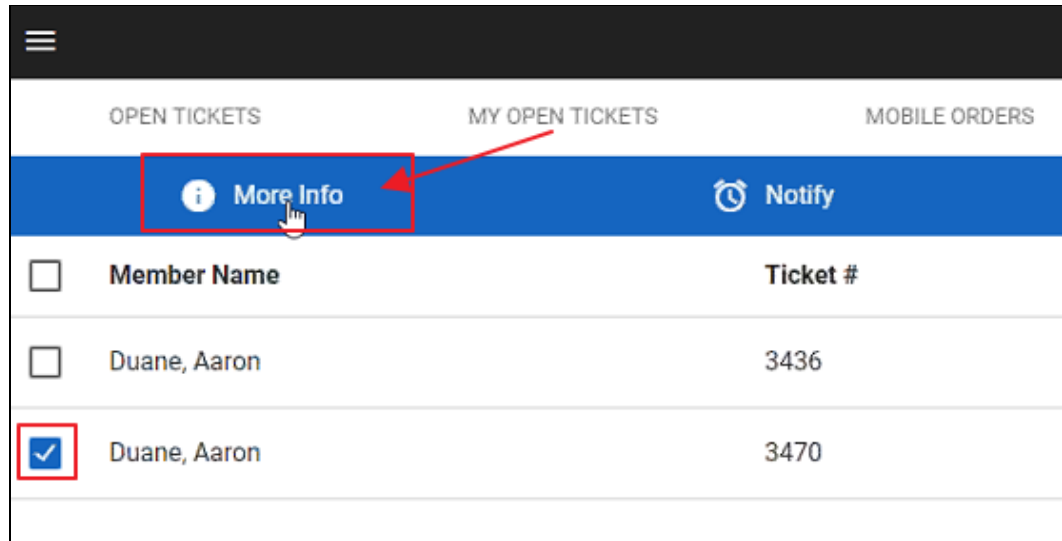 OPEN TICKETS MY OPEN TICKETS MOBILE ORDERS
More Info Notify
Member Name Ticket #
Duane, Aaron 3436
Duane, Aaron 3470